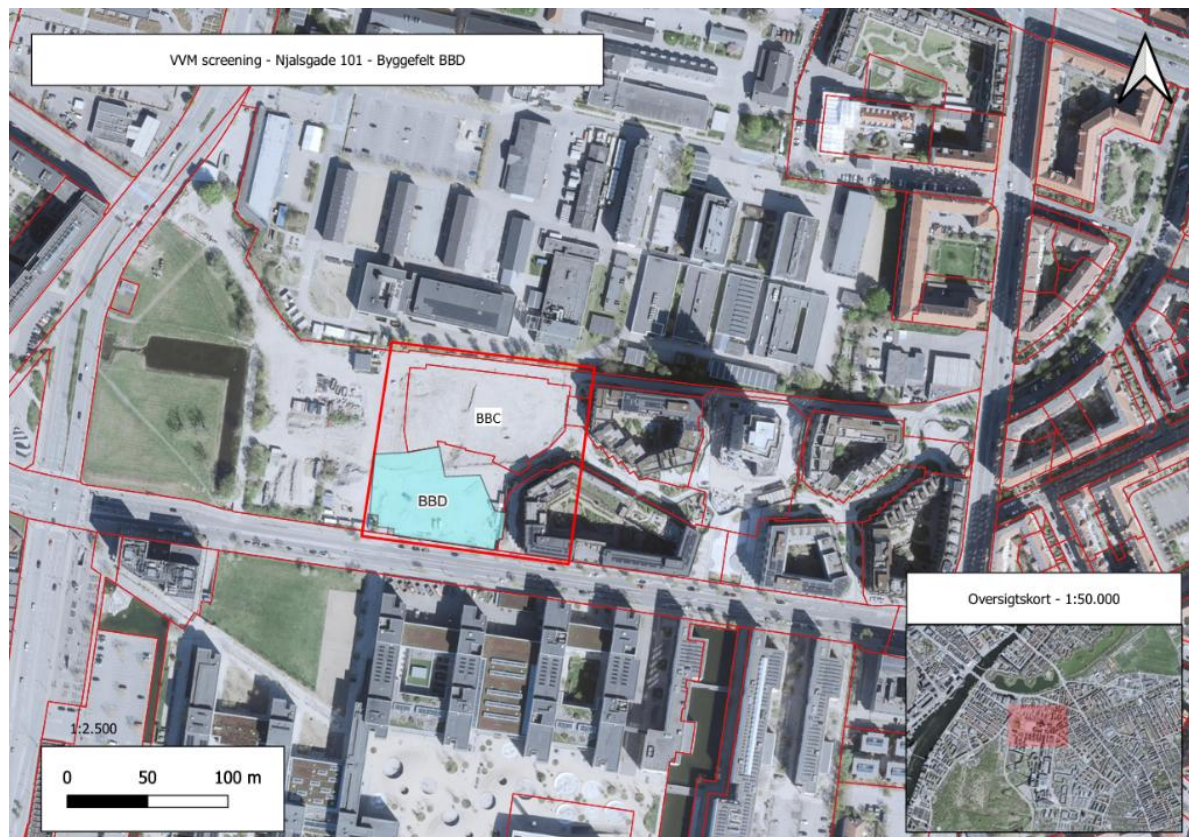 VVM screening - Njalsgade 101 - Byggefelt BBD
BBC
BBD
Oversigtskort - 1:50.000
1:2.500
0 50 100 m